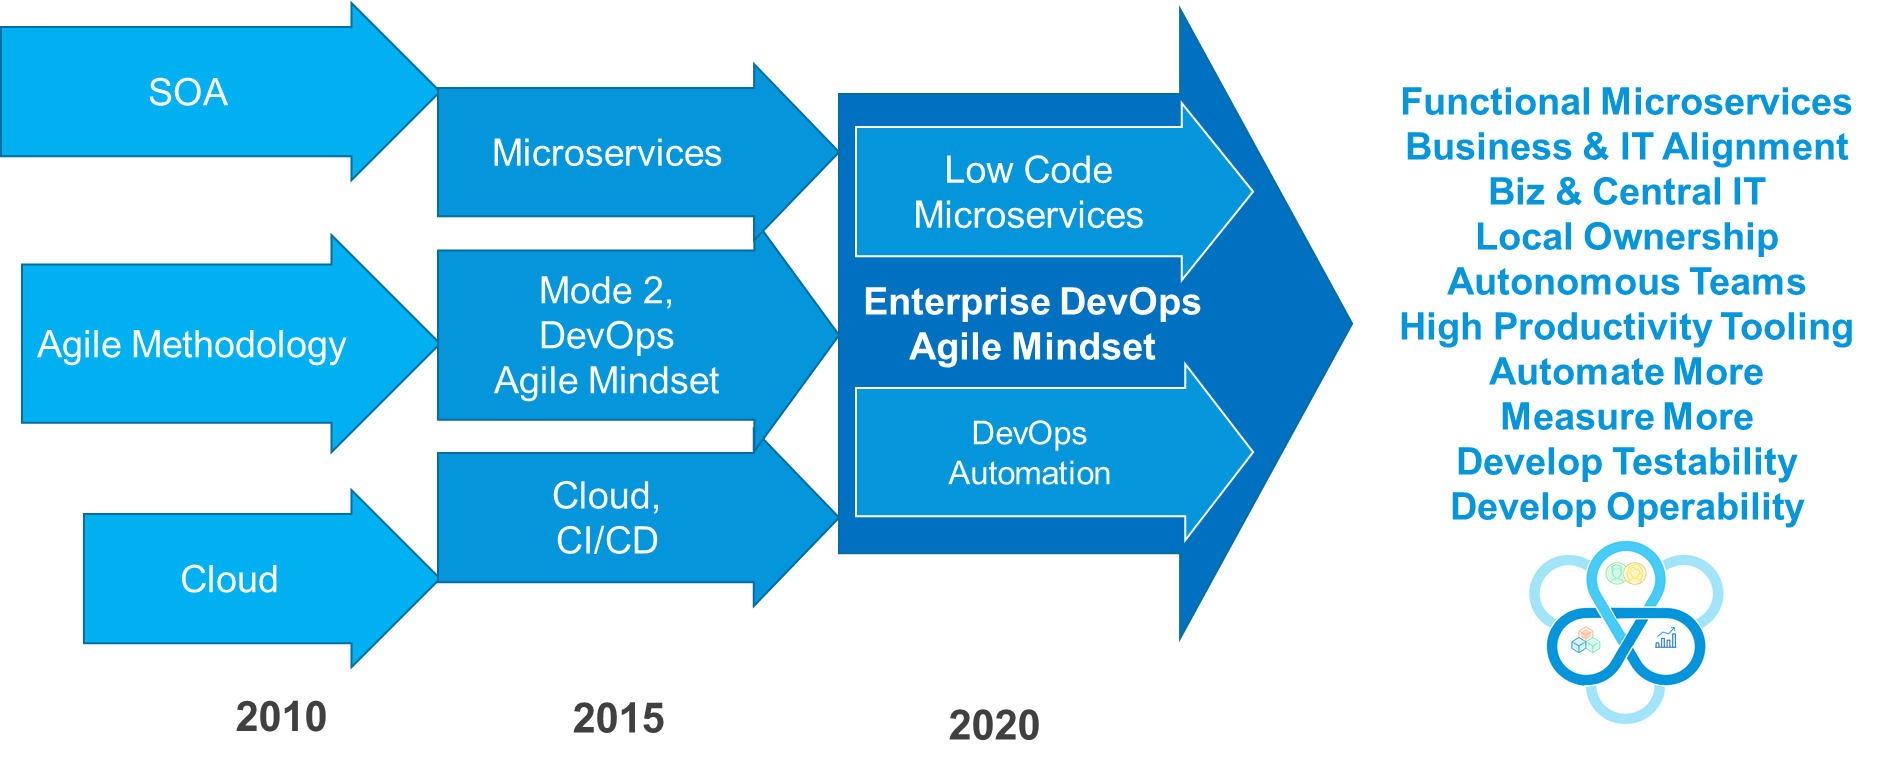 SOA
Agile Methodology
Cloud
2010
Microservices
Mode 2,
DevOps
Agile Mindset
Cloud,
CI/CD
2015
Low Code
Microservices
Enterprise DevOps
Agile Mindset
DevOps
Automation
2020
Functional Microservices
Business & IT Alignment
Biz & Central IT
Local Ownership
Autonomous Teams
High Productivity Tooling
Automate More
Measure More
Develop Testability
Develop Operability